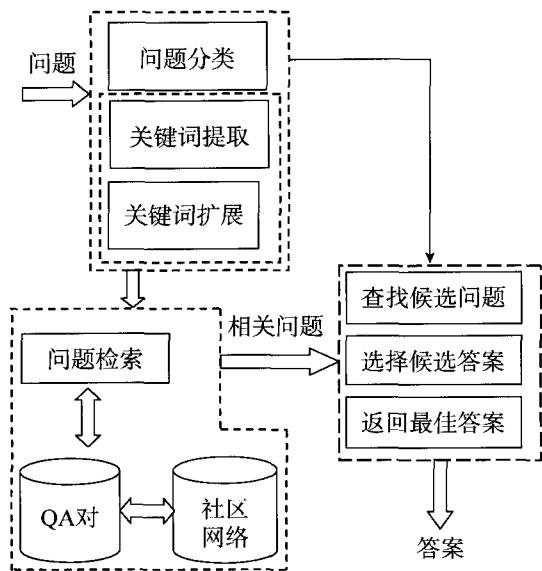 问题
问题分类
关键词提取
关键词扩展
问题检索
QA对
社区
网络
相关问题
查找候选问题
选择候选答案
返回最佳答案
答案